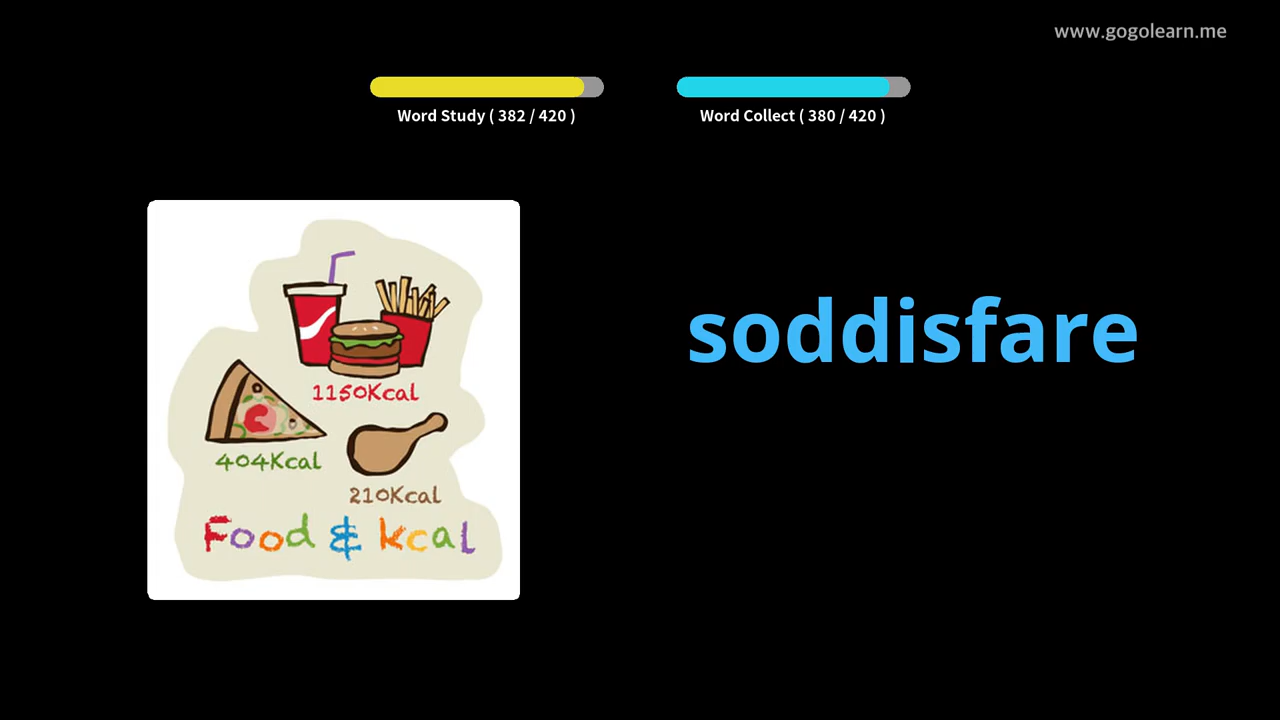 www.gogolearn.me
Word Study ( 382 / 420 )
Word Collect ( 380 / 420 )
soddisfare
1150Kcal
404Kcal
210Kcal
Food & kcal